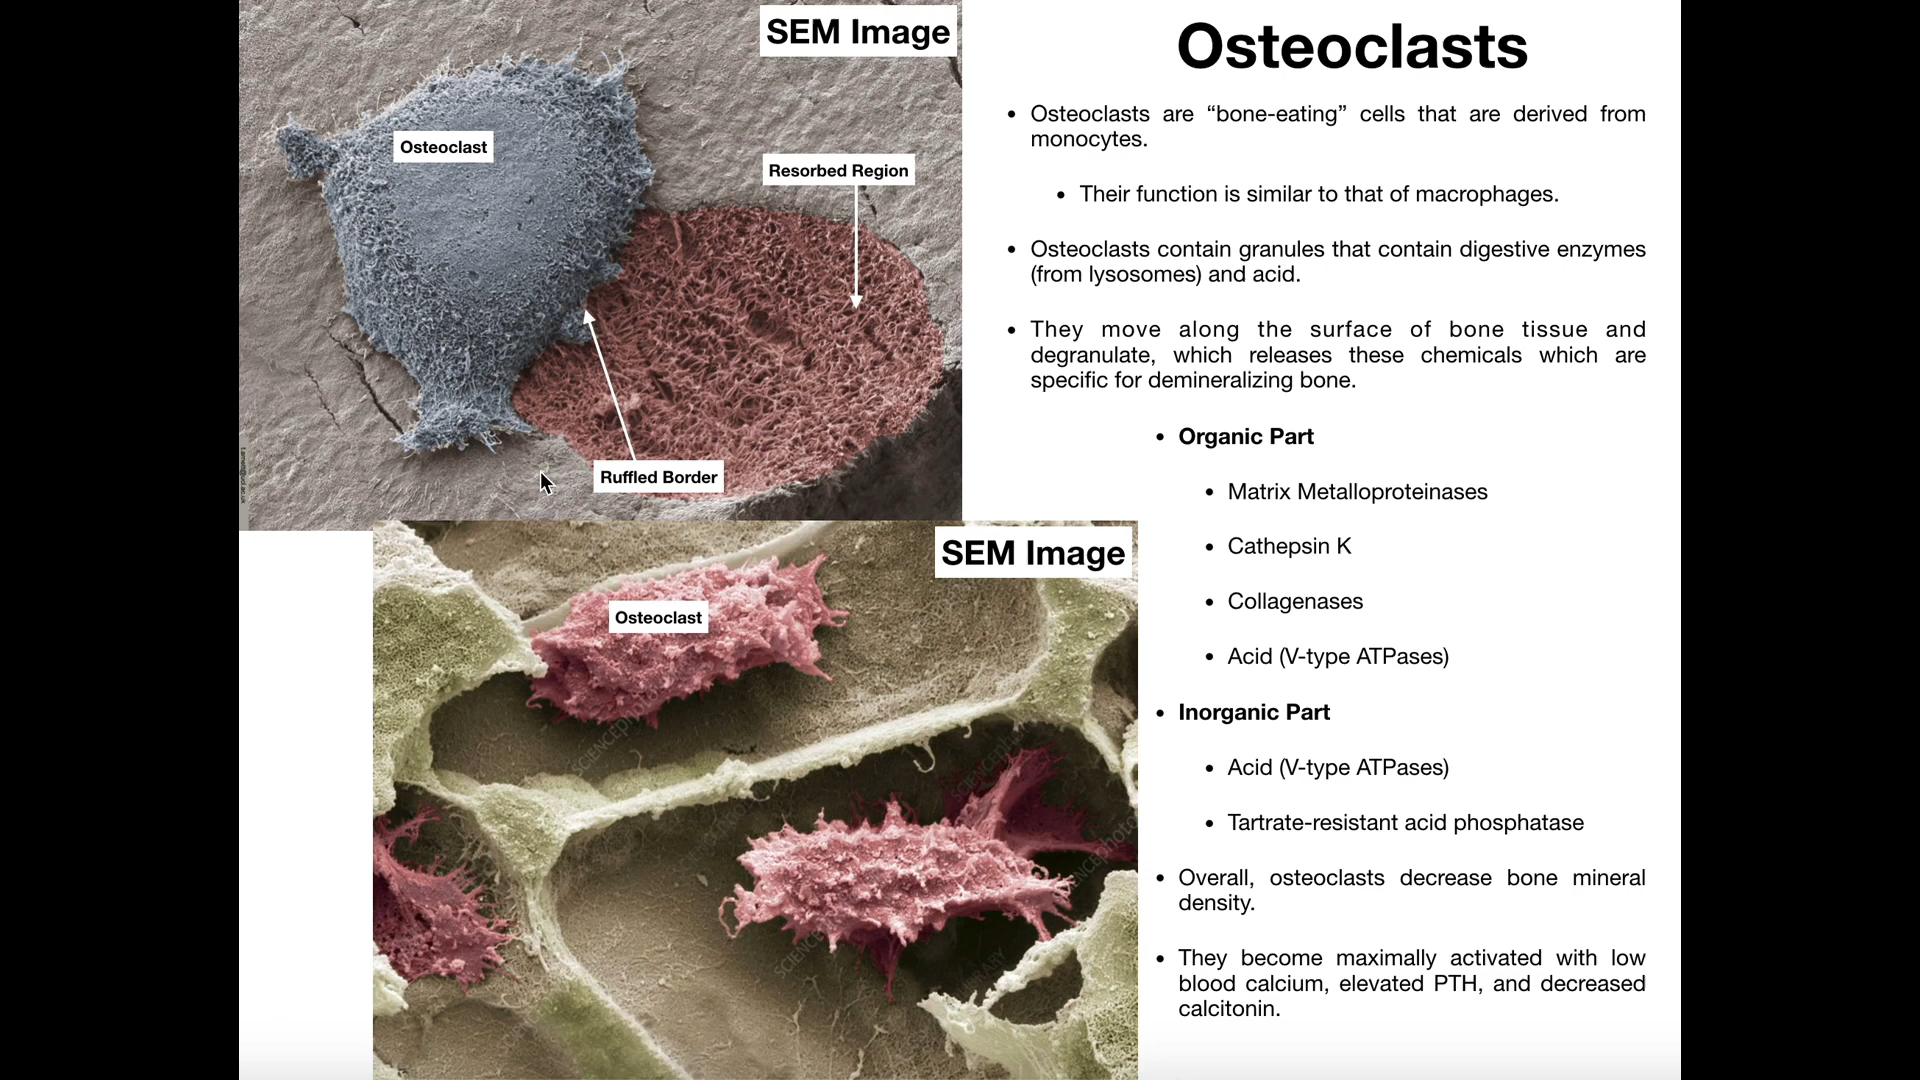 SEM Image
Osteoclast
Resorbed Region
Ruffled Border
SEM Image
Osteoclast
Osteoclasts
• Osteoclasts are “bone-eating” cells that are derived from
monocytes.
• Their function is similar to that of macrophages.
• Osteoclasts contain granules that contain digestive enzymes
(from lysosomes) and acid.
• They move along the surface of bone tissue and
degranulate, which releases these chemicals which are
specific for demineralizing bone.
• Organic Part
• Matrix Metalloproteinases
• Cathepsin K
• Collagenases
• Acid (V-type ATPases)
• Inorganic Part
• Acid (V-type ATPases)
• Tartrate-resistant acid phosphatase
• Overall, osteoclasts decrease bone mineral
density.
• They become maximally activated with low
blood calcium, elevated PTH, and decreased
calcitonin.